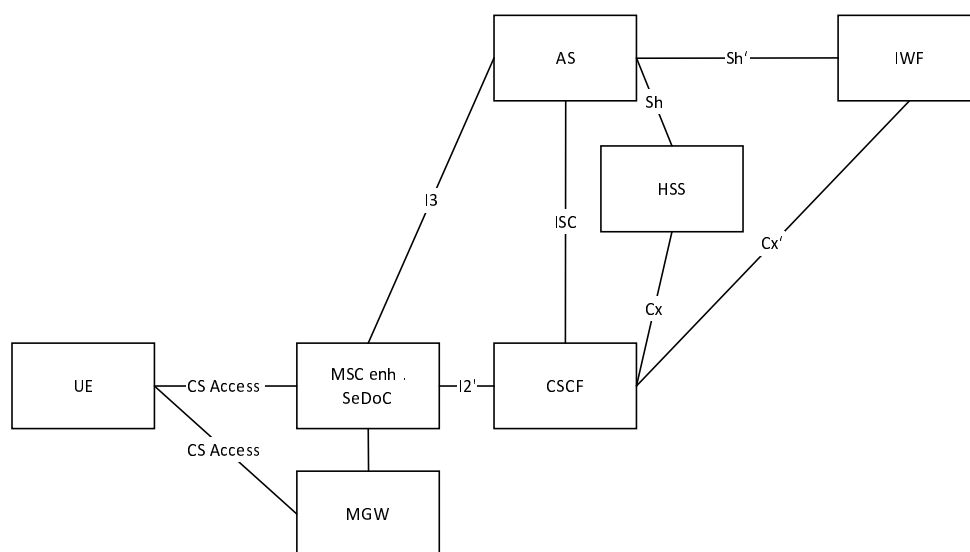 AS
Sh‘
IWF
Sh
HSS
I3
ISC
Cx‘
Cx
UE
CS Access
MSC enh .
SeDoC
I2'
CSCF
CS Access
MGW